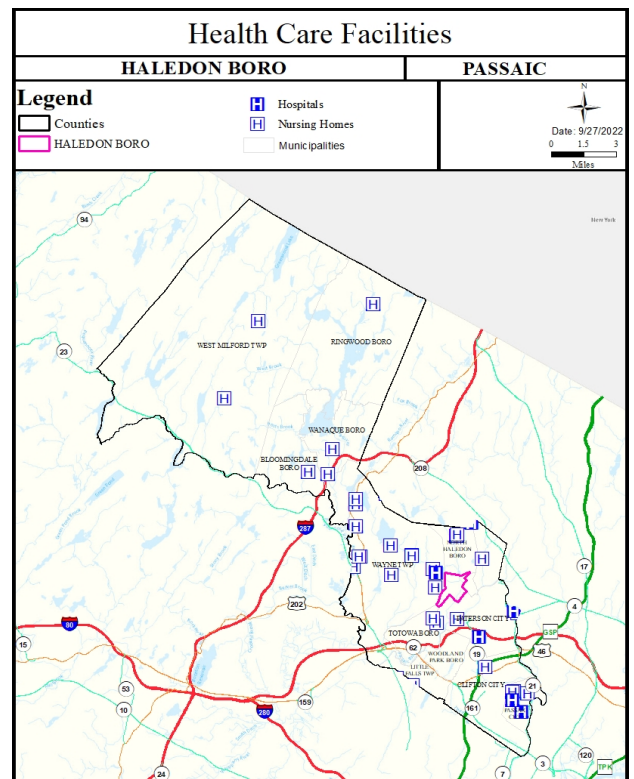 Health Care Facilities
HALEDON BORO
PASSAIC
Legend
Counties
HALEDON BORO
H Hospitals
H Nursing Homes
Municipalities
N
Date: 9/27/2022
0 1.5 3
Miles
New York
94
23
WEST MILFORD TWP
RINGWOOD BORO
WANAQUE BORO
BLOOMINGDALE
BORO
208
287
17
HALEDON
BORO
WAYNE TWP
202
4
80
GSP
TOTOWA BORO
15
62
19
46
WOODLAND
PARK BORO
LITTLE
FALLS TWP
CLIFTON CITY
21
53
159
161
10
280
24
7
3
120
TPK